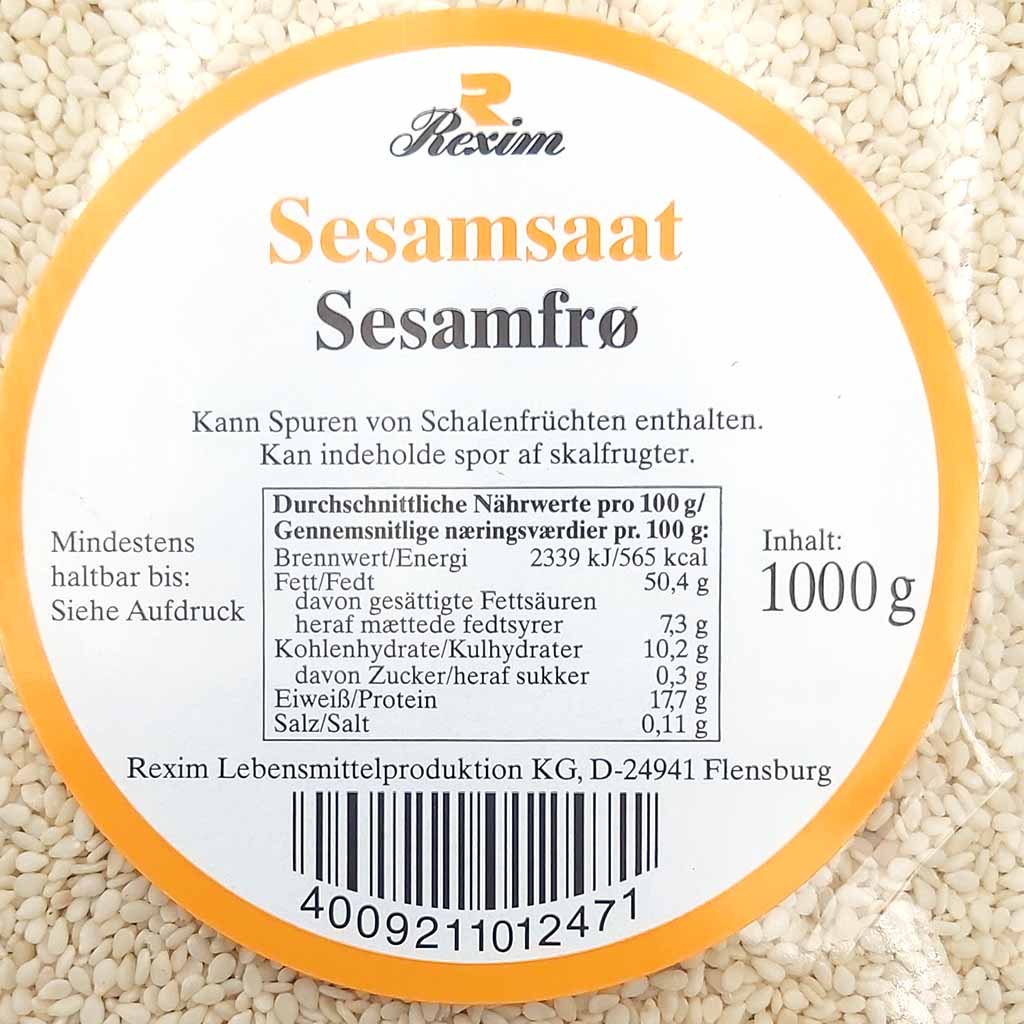 Rexim
Sesamsaat
Sesamfrø
Kann Spuren von Schalenfrüchten enthalten.
Kan indeholde spor af skalfrugter.
Mindestens
haltbar bis:
Siehe Aufdruck
Durchschnittliche Nährwerte pro 100 g/
Gennemsnitlige næringsværdier pr. 100 g:
Brennwert/Energi 2339 kJ/565 kcal
Fett/Fedt 50,4 g
davon gesättigte Fettsäuren
heraf mættede fedtsyrer 7,3 g
Kohlenhydrate/Kulhydrater 10,2 g
davon Zucker/heraf sukker 0,3 g
Eiweiß/Protein 17,7 g
Salz/Salt 0,11 g
Inhalt:
1000 g
Rexim Lebensmittelproduktion KG, D-24941 Flensburg
4009211012471